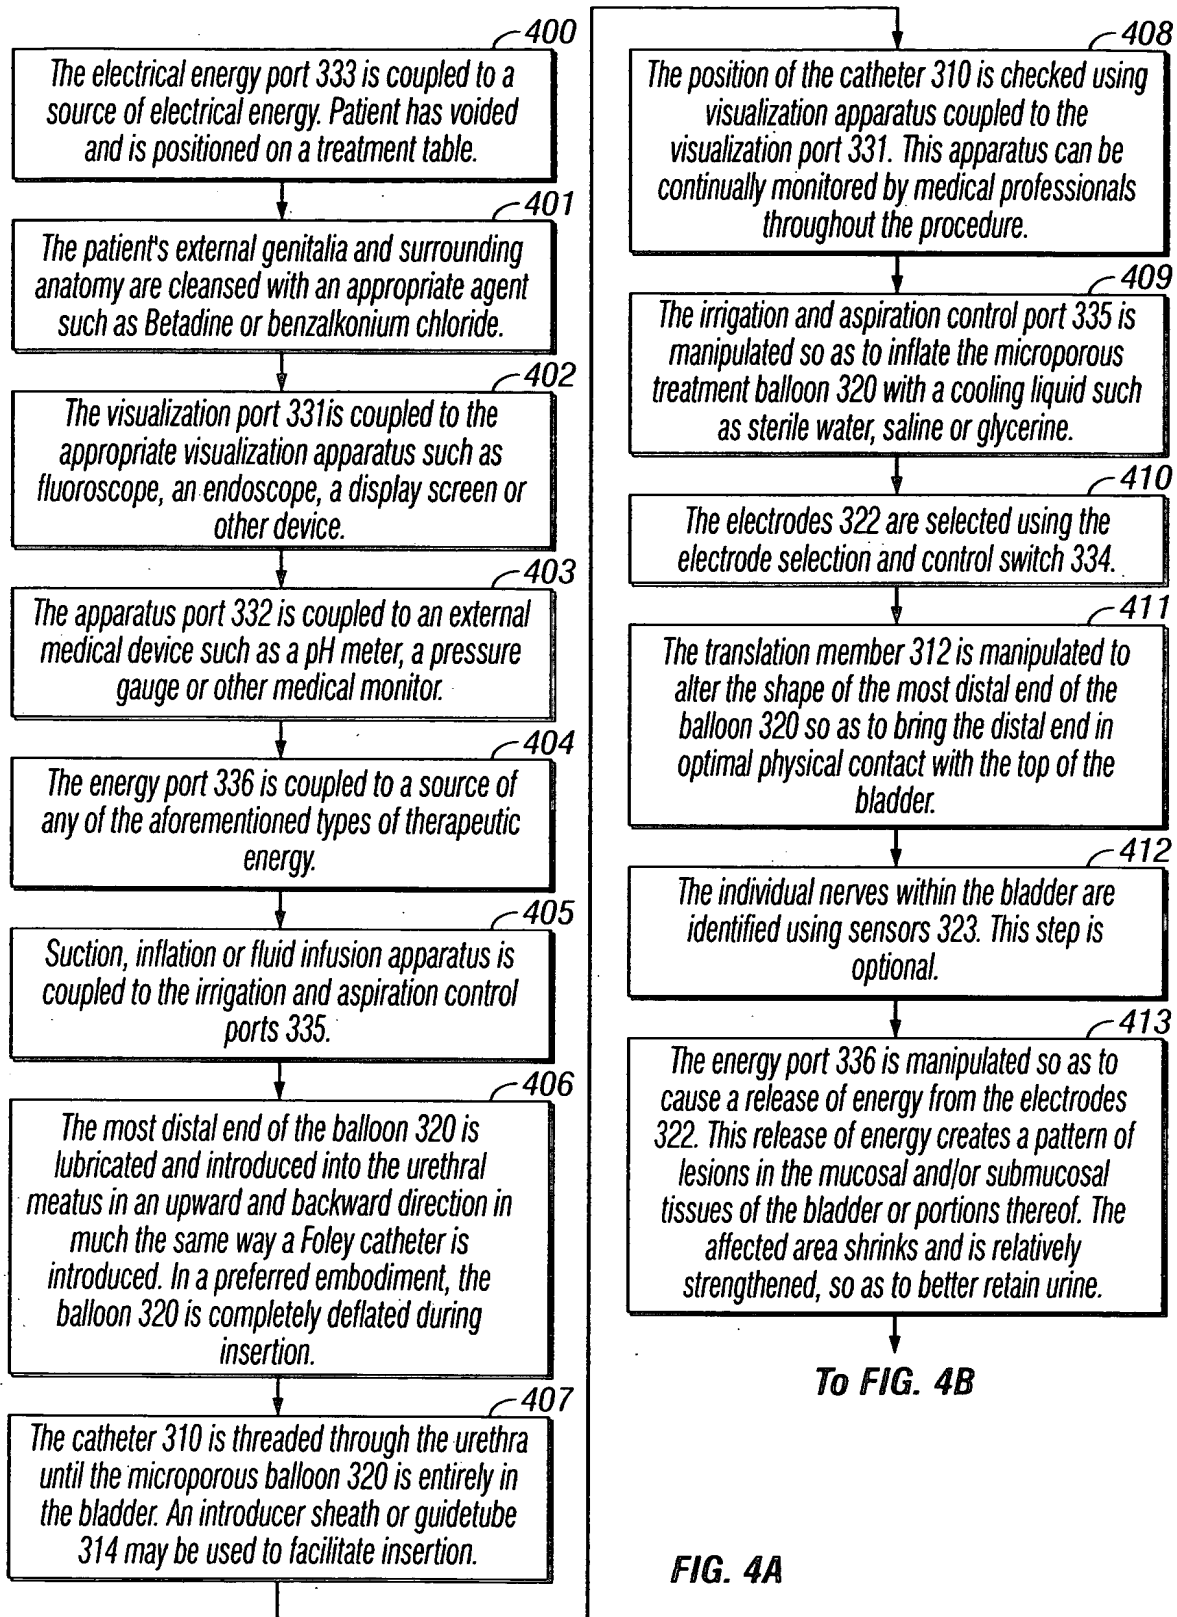 400
The electrical energy port 333 is coupled to a
source of electrical energy. Patient has voided
and is positioned on a treatment table.
401
The patient's external genitalia and surrounding
anatomy are cleansed with an appropriate agent
such as Betadine or benzalkonium chloride.
402
The visualization port 331is coupled to the
appropriate visualization apparatus such as
fluoroscope, an endoscope, a display screen or
other device.
403
The apparatus port 332 is coupled to an external
medical device such as a pH meter, a pressure
gauge or other medical monitor.
404
The energy port 336 is coupled to a source of
any of the aforementioned types of therapeutic
energy.
405
Suction, inflation or fluid infusion apparatus is
coupled to the irrigation and aspiration control
ports 335.
406
The most distal end of the balloon 320 is
lubricated and introduced into the urethral
meatus in an upward and backward direction in
much the same way a Foley catheter is
introduced. In a preferred embodiment, the
balloon 320 is completely deflated during
insertion.
407
The catheter 310 is threaded through the urethra
until the microporous balloon 320 is entirely in
the bladder. An introducer sheath or guidetube
314 may be used to facilitate insertion.
408
The position of the catheter 310 is checked using
visualization apparatus coupled to the
visualization port 331. This apparatus can be
continually monitored by medical professionals
throughout the procedure.
409
The irrigation and aspiration control port 335 is
manipulated so as to inflate the microporous
treatment balloon 320 with a cooling liquid such
as sterile water, saline or glycerine.
410
The electrodes 322 are selected using the
electrode selection and control switch 334.
411
The translation member 312 is manipulated to
alter the shape of the most distal end of the
balloon 320 so as to bring the distal end in
optimal physical contact with the top of the
bladder.
412
The individual nerves within the bladder are
identified using sensors 323. This step is
optional.
413
The energy port 336 is manipulated so as to
cause a release of energy from the electrodes
322. This release of energy creates a pattern of
lesions in the mucosal and/or submucosal
tissues of the bladder or portions thereof. The
affected area shrinks and is relatively
strengthened, so as to better retain urine.
To FIG. 4B
FIG. 4A